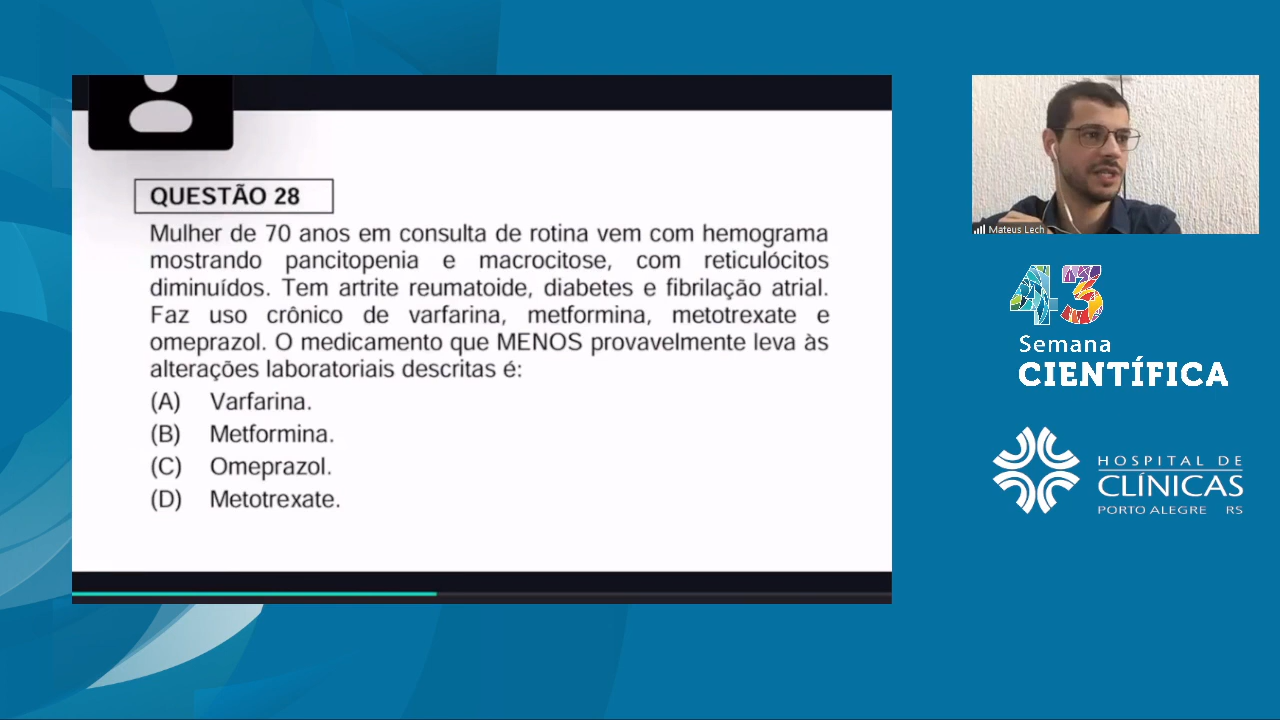 QUESTÃO 28
Mulher de 70 anos em consulta de rotina vem com hemograma
mostrando pancitopenia e macrocitose, com reticulócitos
diminuídos. Tem artrite reumatoide, diabetes e fibrilação atrial.
Faz uso crônico de varfarina, metformina, metotrexate e
omeprazol. O medicamento que MENOS provavelmente leva às
alterações laboratoriais descritas é:
(A) Varfarina.
(B) Metformina.
(C) Omeprazol.
(D) Metotrexate.
Mateus Lech
43
Semana
CIENTÍFICA
HOSPITAL DE
CLÍNICAS
PORTO ALEGRE RS